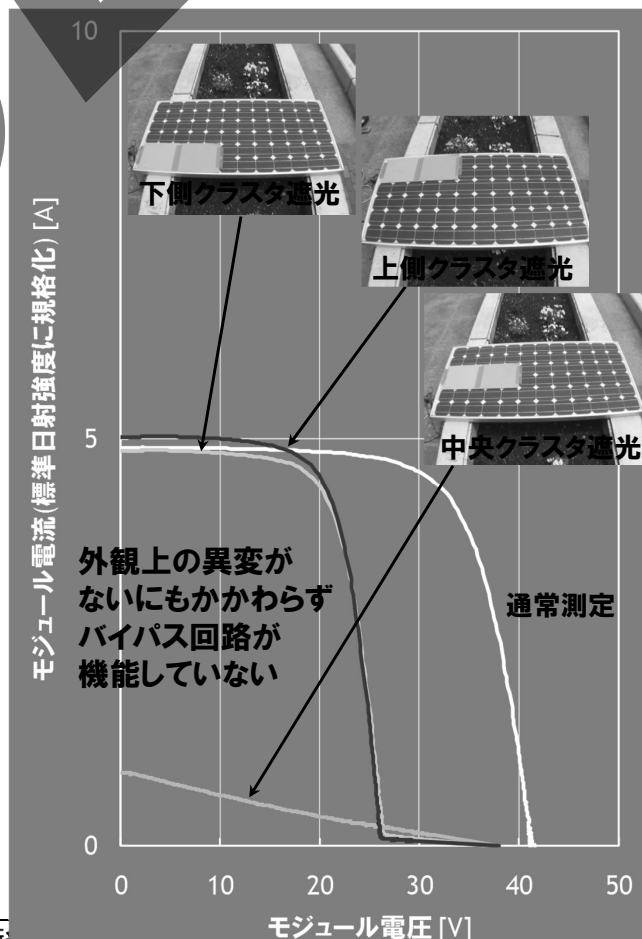 10
下側クラスタ遮光
上側クラスタ遮光
中央クラスタ遮光
5
外観上の異変が
ないにもかかわらず
バイパス回路が
機能していない
通常測定
0
0 10 20 30 40 50
モジュール電圧 [V]
モジュール電流(標準日射強度に規格化) [A]